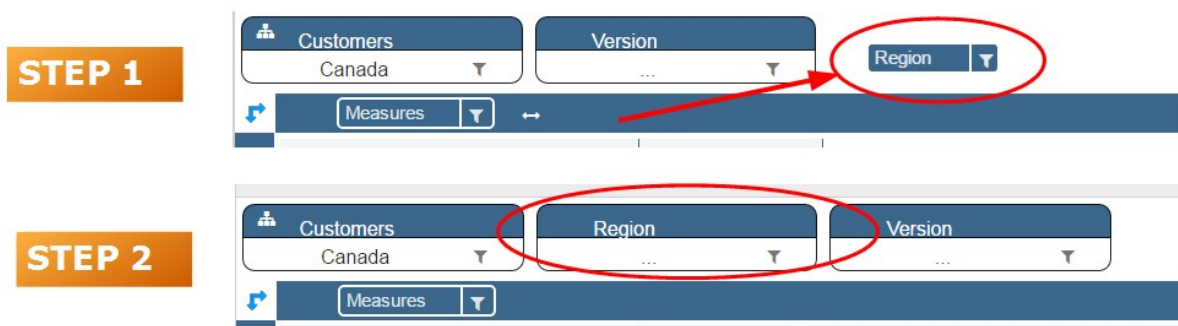 Customers
Version
Canada
...
Region
STEP 1
Measures
Customers
Region
Version
Canada
...
...
STEP 2
Measures